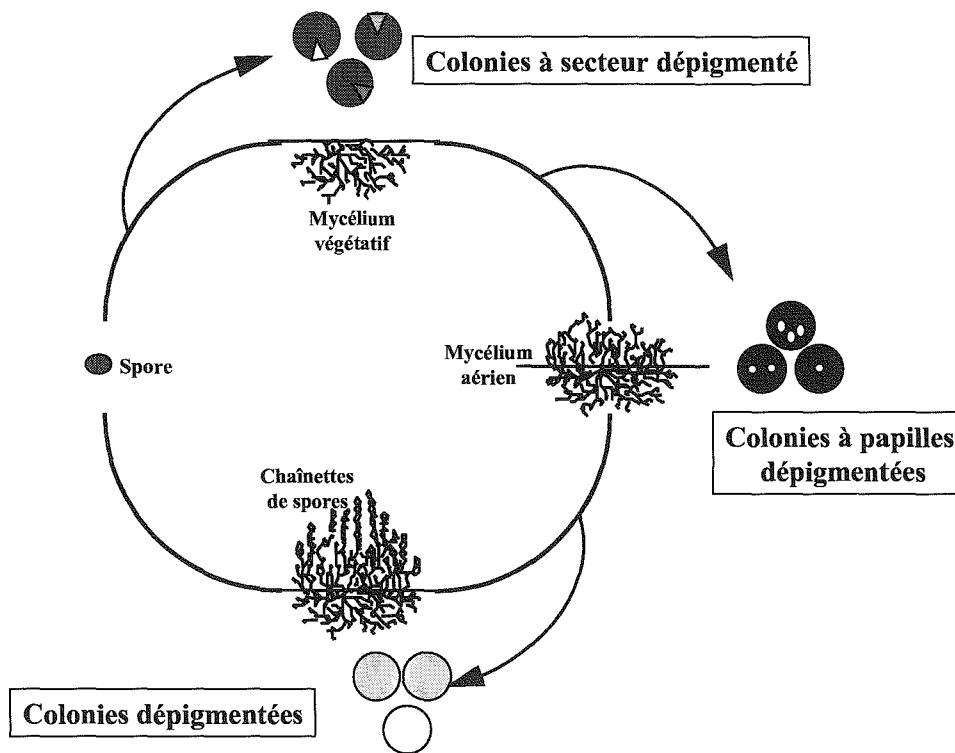 Colonies à secteur dépigmenté
Mycélium
végétatif
Spore
Mycélium
aérien
Colonies à papilles
dépigmentées
Chaînettes
de spores
Colonies dépigmentées